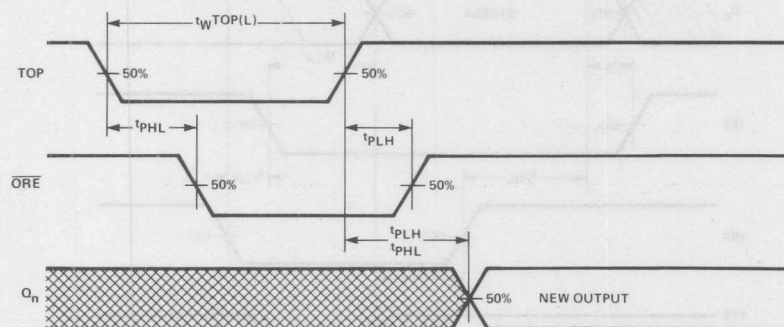 tWTOP(L)
TOP
50%
50%
tPHL
tPLH
ORE
50%
50%
tPLH
tPHL
Qn
50%
NEW OUTPUT